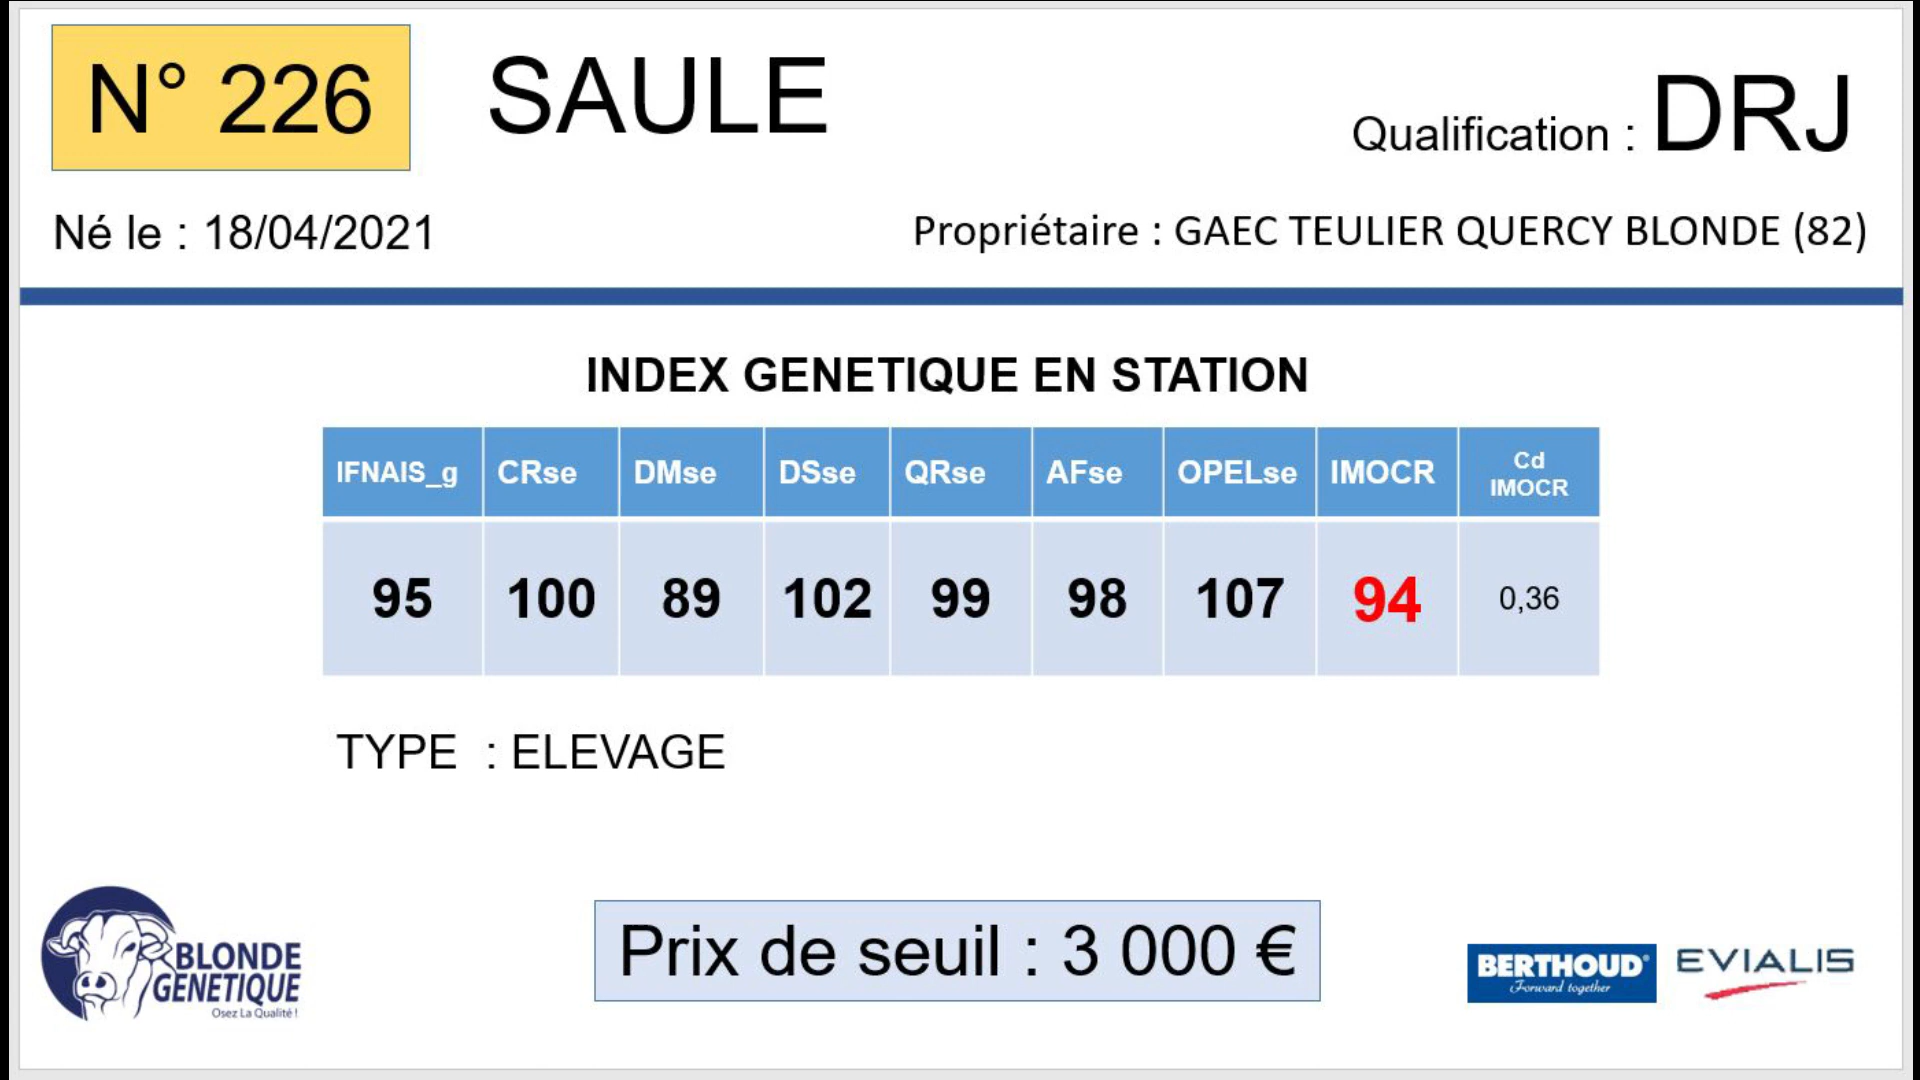 N° 226
SAULE
Qualification : DRJ
Né le : 18/04/2021
Propriétaire : GAEC TEULIER QUERCY BLONDE (82)
INDEX GENETIQUE EN STATION
IFNAIS_g CRse DMse DSse QRse AFse OPELse IMOCR Cd IMOCR
95 100 89 102 99 98 107 94 0,36
TYPE : ELEVAGE
Prix de seuil : 3 000 €
BLONDE
GENETIQUE
Osez La Qualité !
BERTHOUD®
Forward together
EVIALIS